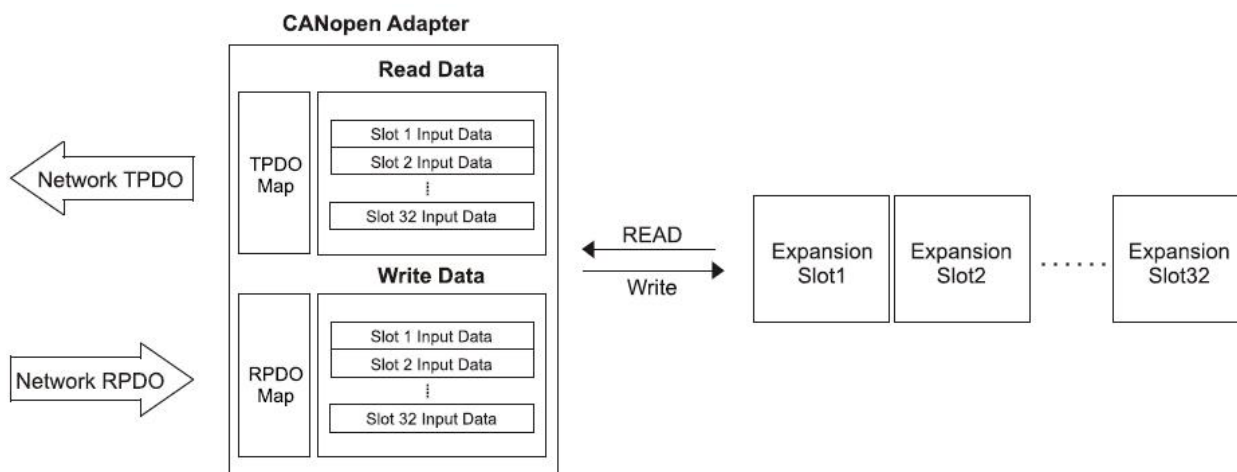 CANopen Adapter
Read Data
TPDO
Map
Slot 1 Input Data
Slot 2 Input Data
Slot 32 Input Data
Network TPDO
READ
Write
Expansion
Slot1
Expansion
Slot2
Expansion
Slot32
Write Data
RPDO
Map
Slot 1 Input Data
Slot 2 Input Data
Slot 32 Input Data
Network RPDO